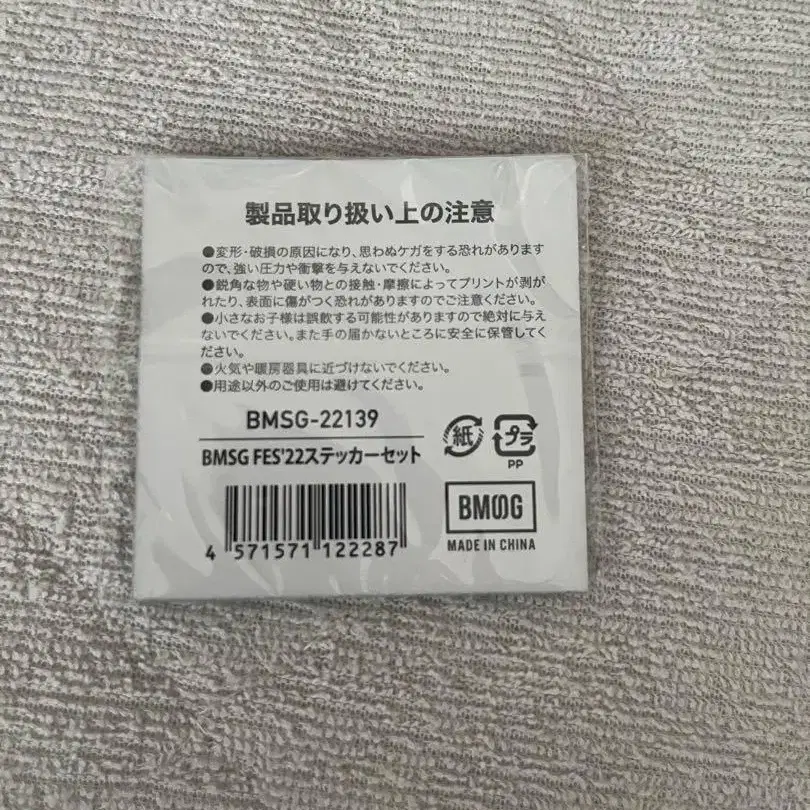 製品取り扱い上の注意
●変形・破損の原因になり、思わぬケガをする恐れがあります
ので、強い圧力や衝撃を与えないでください。
●鋭角な物や硬い物との接触・摩擦によってプリントが剥が
れたり、表面に傷がつく恐れがありますのでご注意ください。
●小さなお子様は誤飲する可能性がありますので絶対に与え
ないでください。また手の届かないところに安全に保管してく
ださい。
●火気や暖房器具に近づけないでください。
●用途以外のご使用は避けてください。
BMSG-22139
BMSG FES'22ステッカーセット
紙
プラ
PP
4 571571 122287
BMSG
MADE IN CHINA